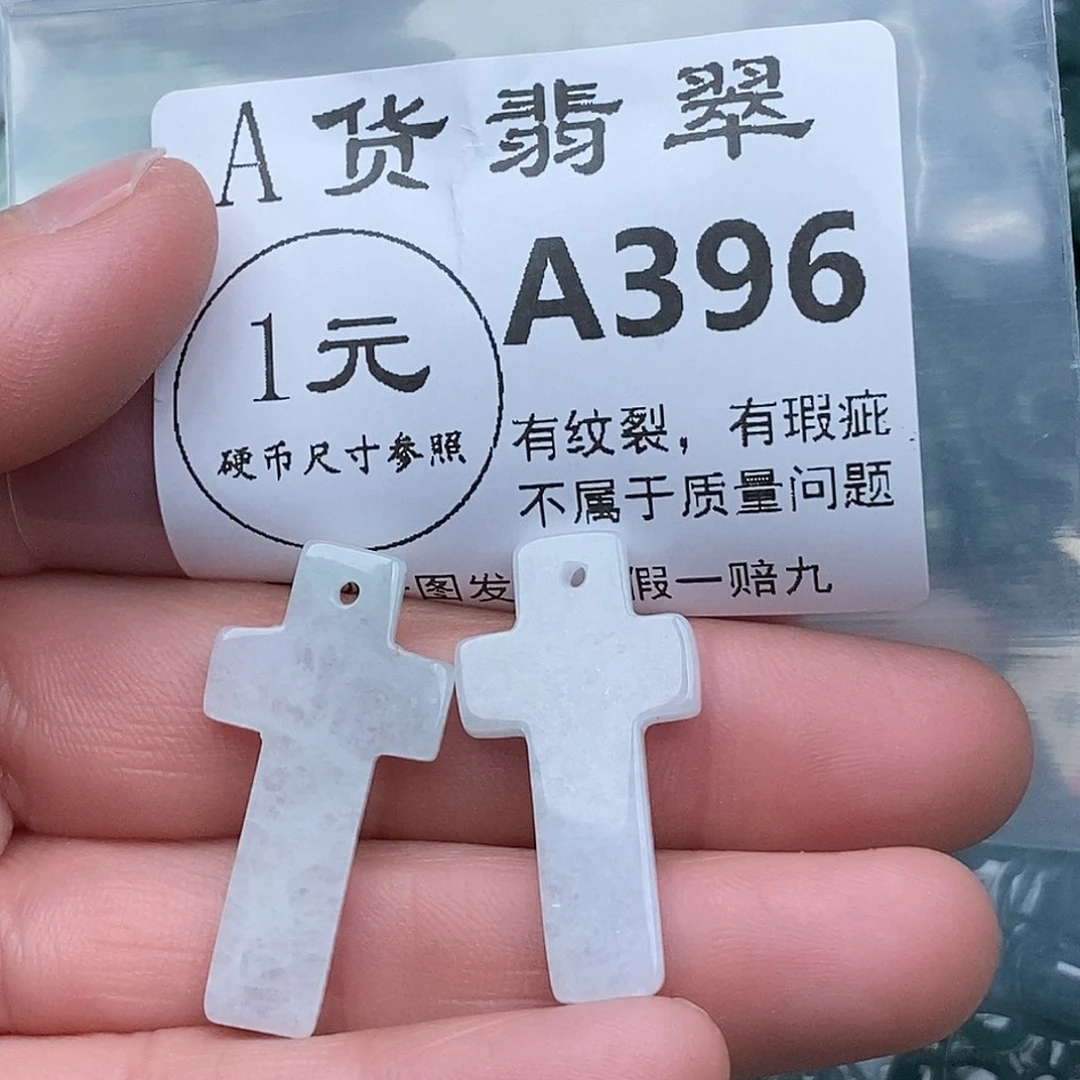 A货翡翠
A396
1元
硬币尺寸参照
有纹裂，有瑕疵
不属于质量问题
图发 假一赔九